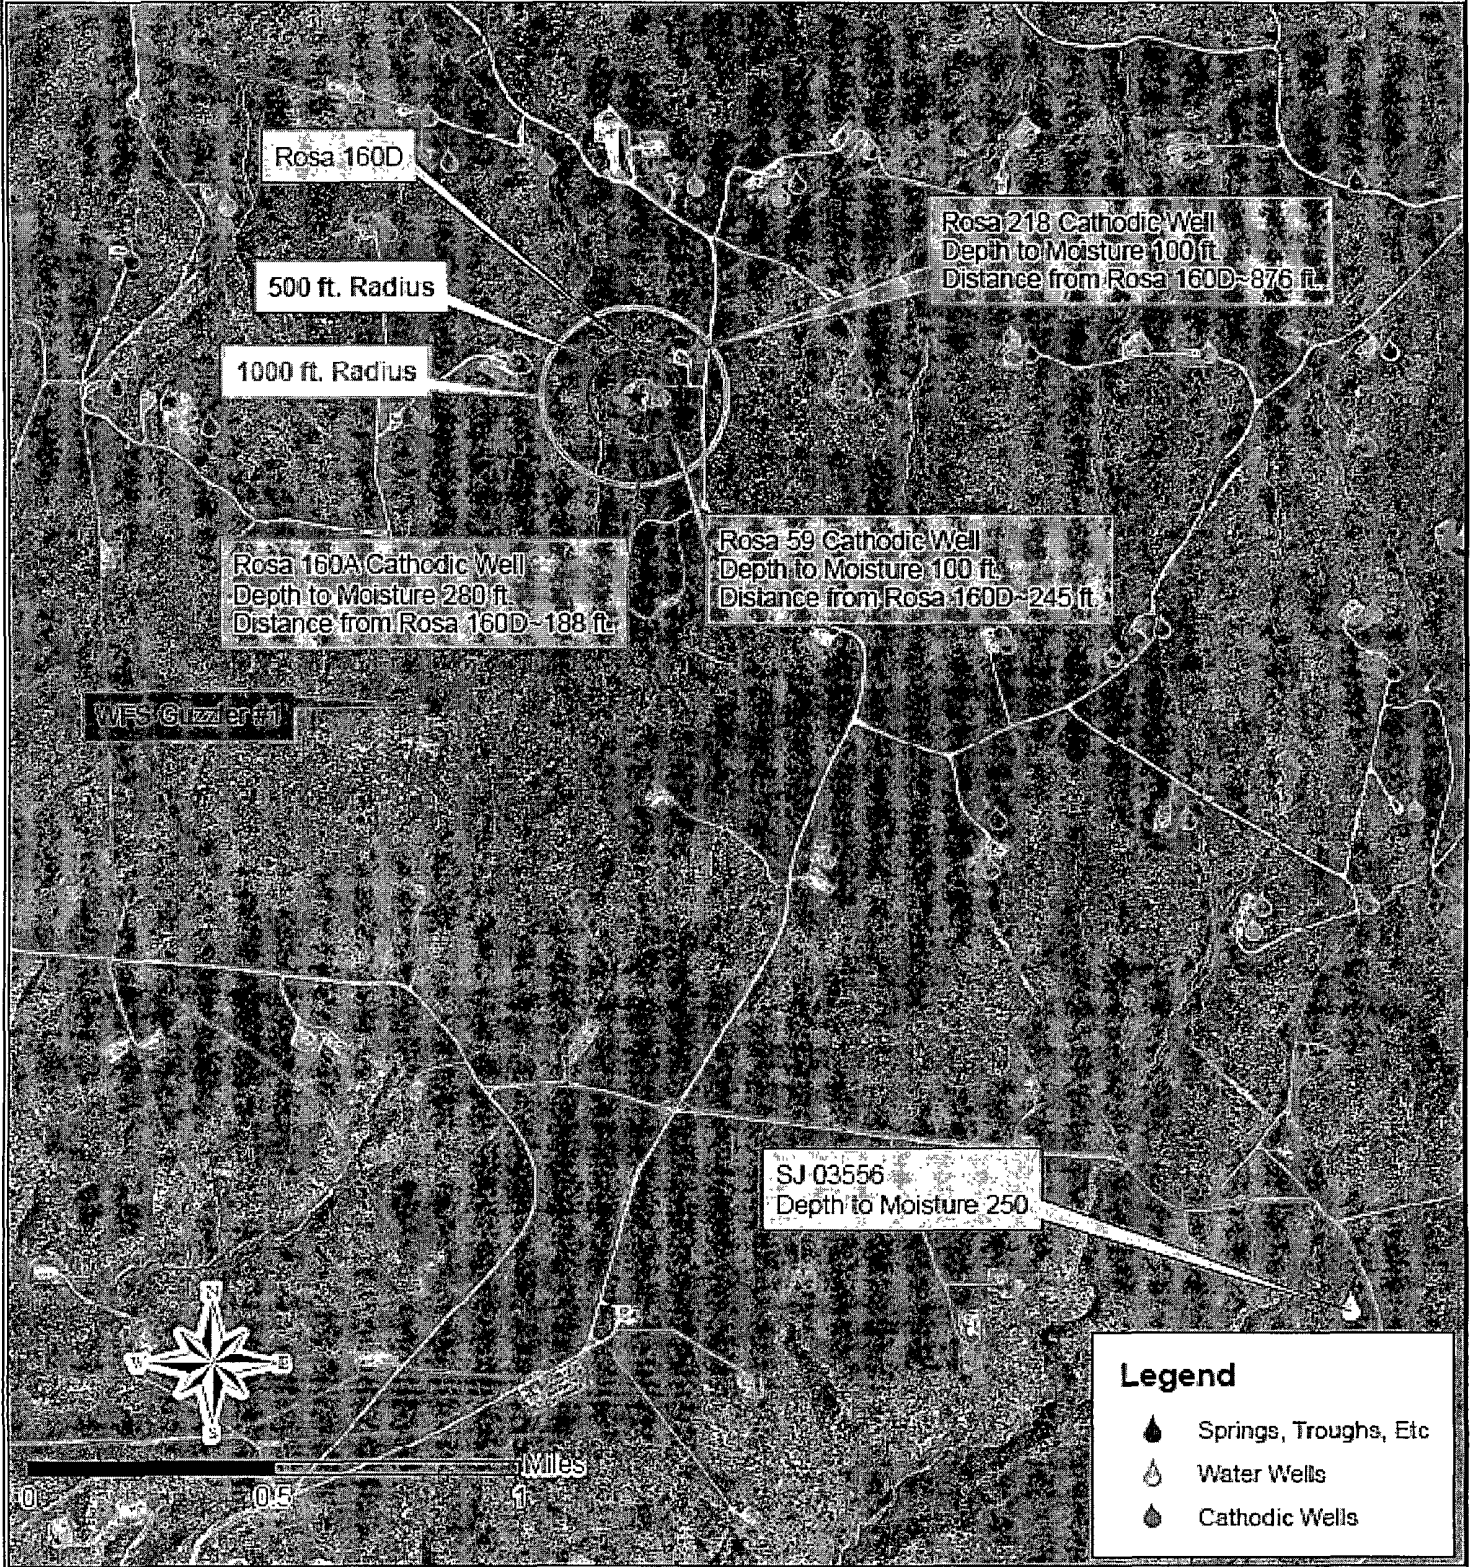 Rosa 160D
Rosa 218 Cathodic Well
Depth to Moisture 100 ft.
Distance from Rosa 160D~876 ft.
500 ft. Radius
1000 ft. Radius
Rosa 160A Cathodic Well
Depth to Moisture 280 ft.
Distance from Rosa 160D~188 ft.
Rosa 59 Cathodic Well
Depth to Moisture 100 ft.
Distance from Rosa 160D~245 ft.
WFS Guzzler #1
SJ 03556
Depth to Moisture 250
N
W E
S
Miles
0 0.5 1
Legend
Springs, Troughs, Etc
Water Wells
Cathodic Wells